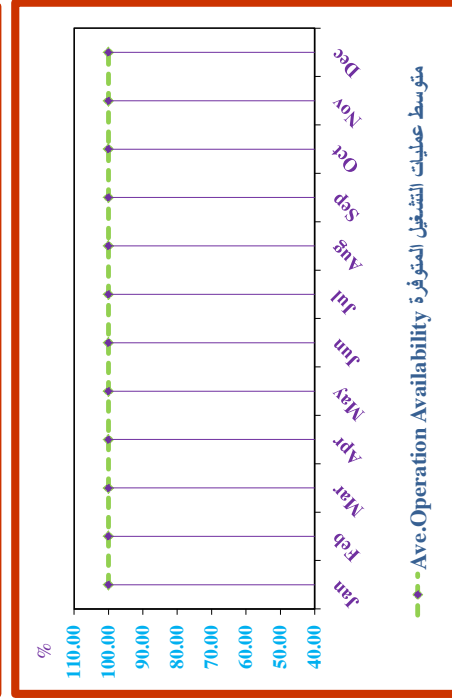 %
110.00
100.00
90.00
80.00
70.00
60.00
50.00
40.00
Jan
Feb
Mar
Apr
May
Jun
Jul
Aug
Sep
Oct
Nov
Dec
Ave.Operation Availability متوسط عمليات التشغيل المتوفرة